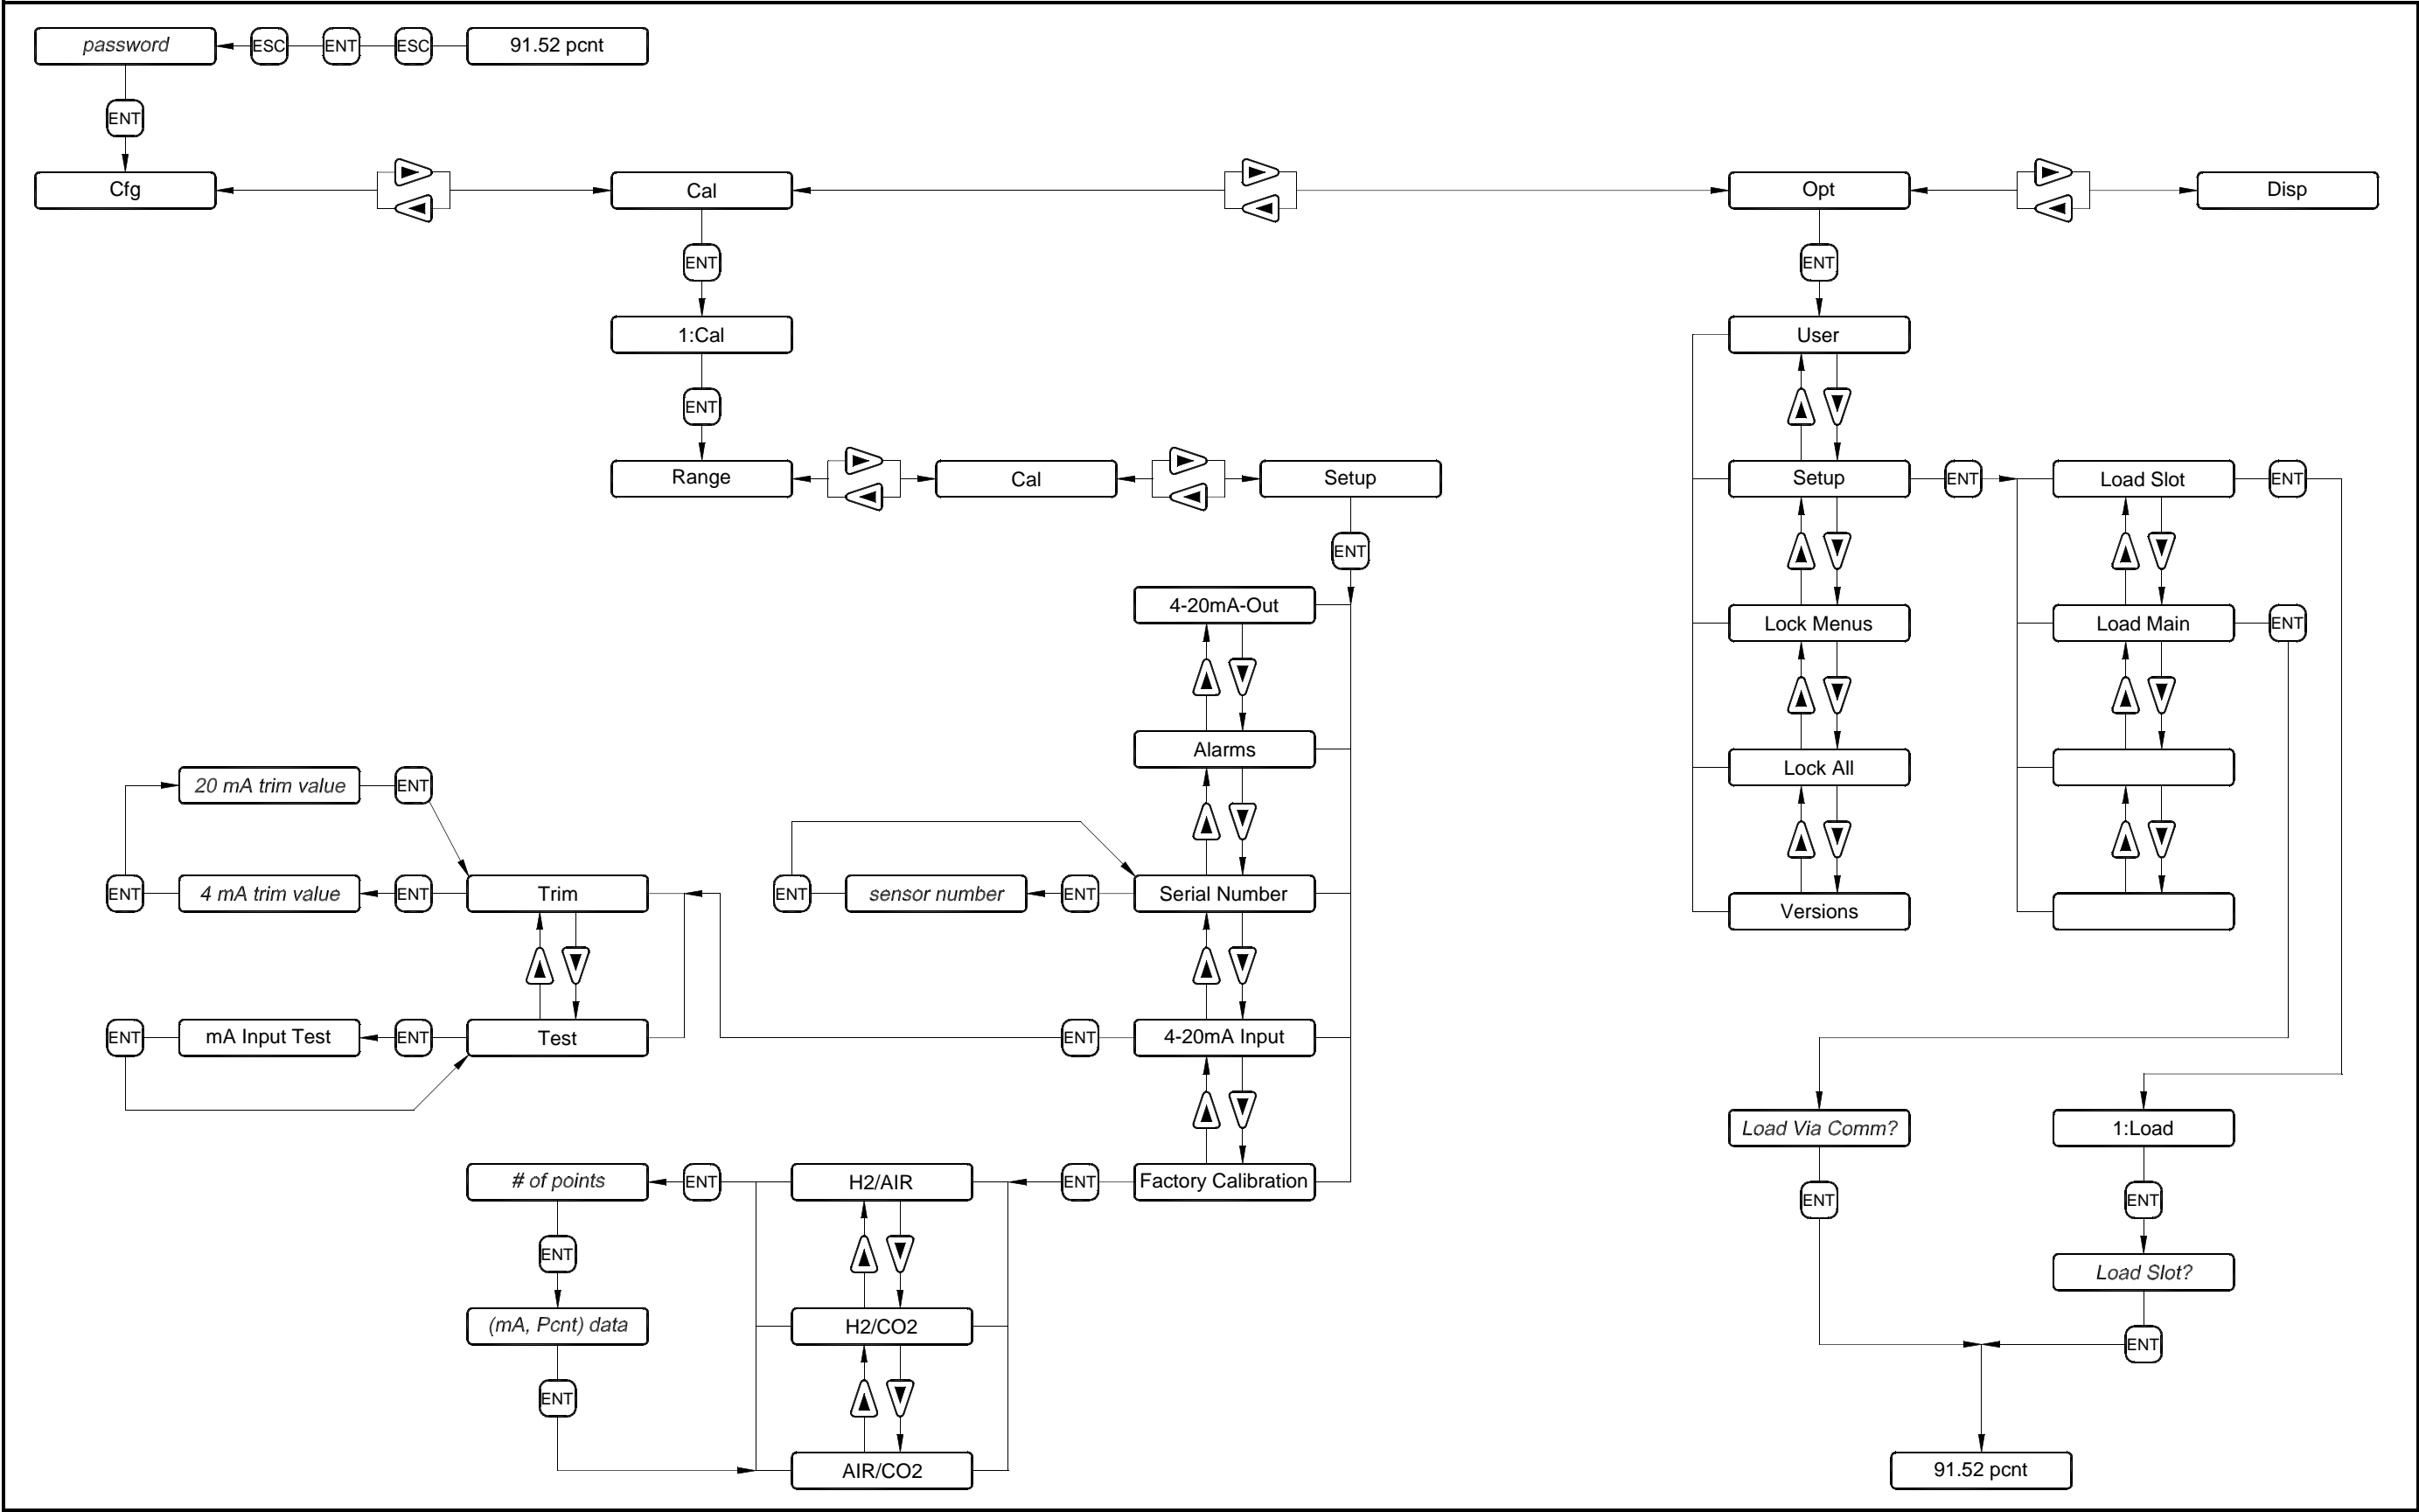 password
ESC
ENT
ESC
91.52 pcnt
ENT
Cfg
Cal
Opt
Disp
ENT
ENT
1:Cal
User
ENT
Range
Cal
Setup
Setup
ENT
Load Slot
ENT
ENT
4-20mA-Out
Lock Menus
Load Main
ENT
Alarms
Lock All
20 mA trim value
ENT
ENT
4 mA trim value
ENT
Trim
ENT
sensor number
ENT
Serial Number
Versions
ENT
mA Input Test
ENT
Test
ENT
4-20mA Input
Load Via Comm?
1:Load
# of points
ENT
H2/AIR
ENT
Factory Calibration
ENT
ENT
ENT
Load Slot?
(mA, Pcnt) data
H2/CO2
ENT
ENT
AIR/CO2
91.52 pcnt